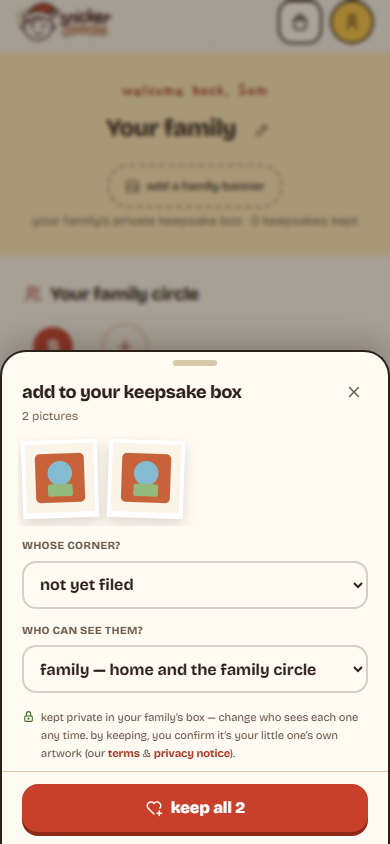 welcome back, Sam
Your family
add a family banner
your family's private keepsake box · 0 keepsakes kept
Your family circle
add to your keepsake box
2 pictures
WHOSE CORNER?
not yet filed
WHO CAN SEE THEM?
family — home and the family circle
kept private in your family's box — change who sees each one
any time. by keeping, you confirm it's your little one's own
artwork (our terms & privacy notice).
keep all 2